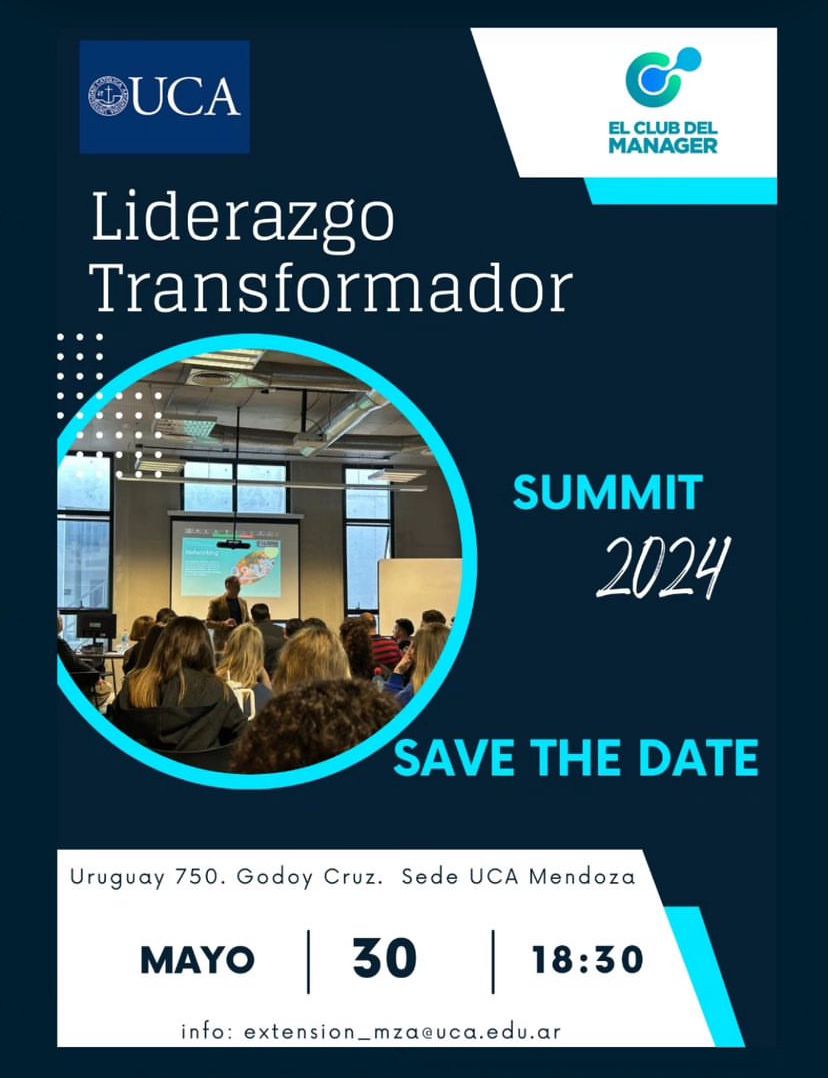 UCA
EL CLUB DEL
MANAGER
Liderazgo
Transformador
SUMMIT
2024
SAVE THE DATE
Uruguay 750. Godoy Cruz. Sede UCA Mendoza
MAYO | 30 | 18:30
info: extension_mza@uca.edu.ar